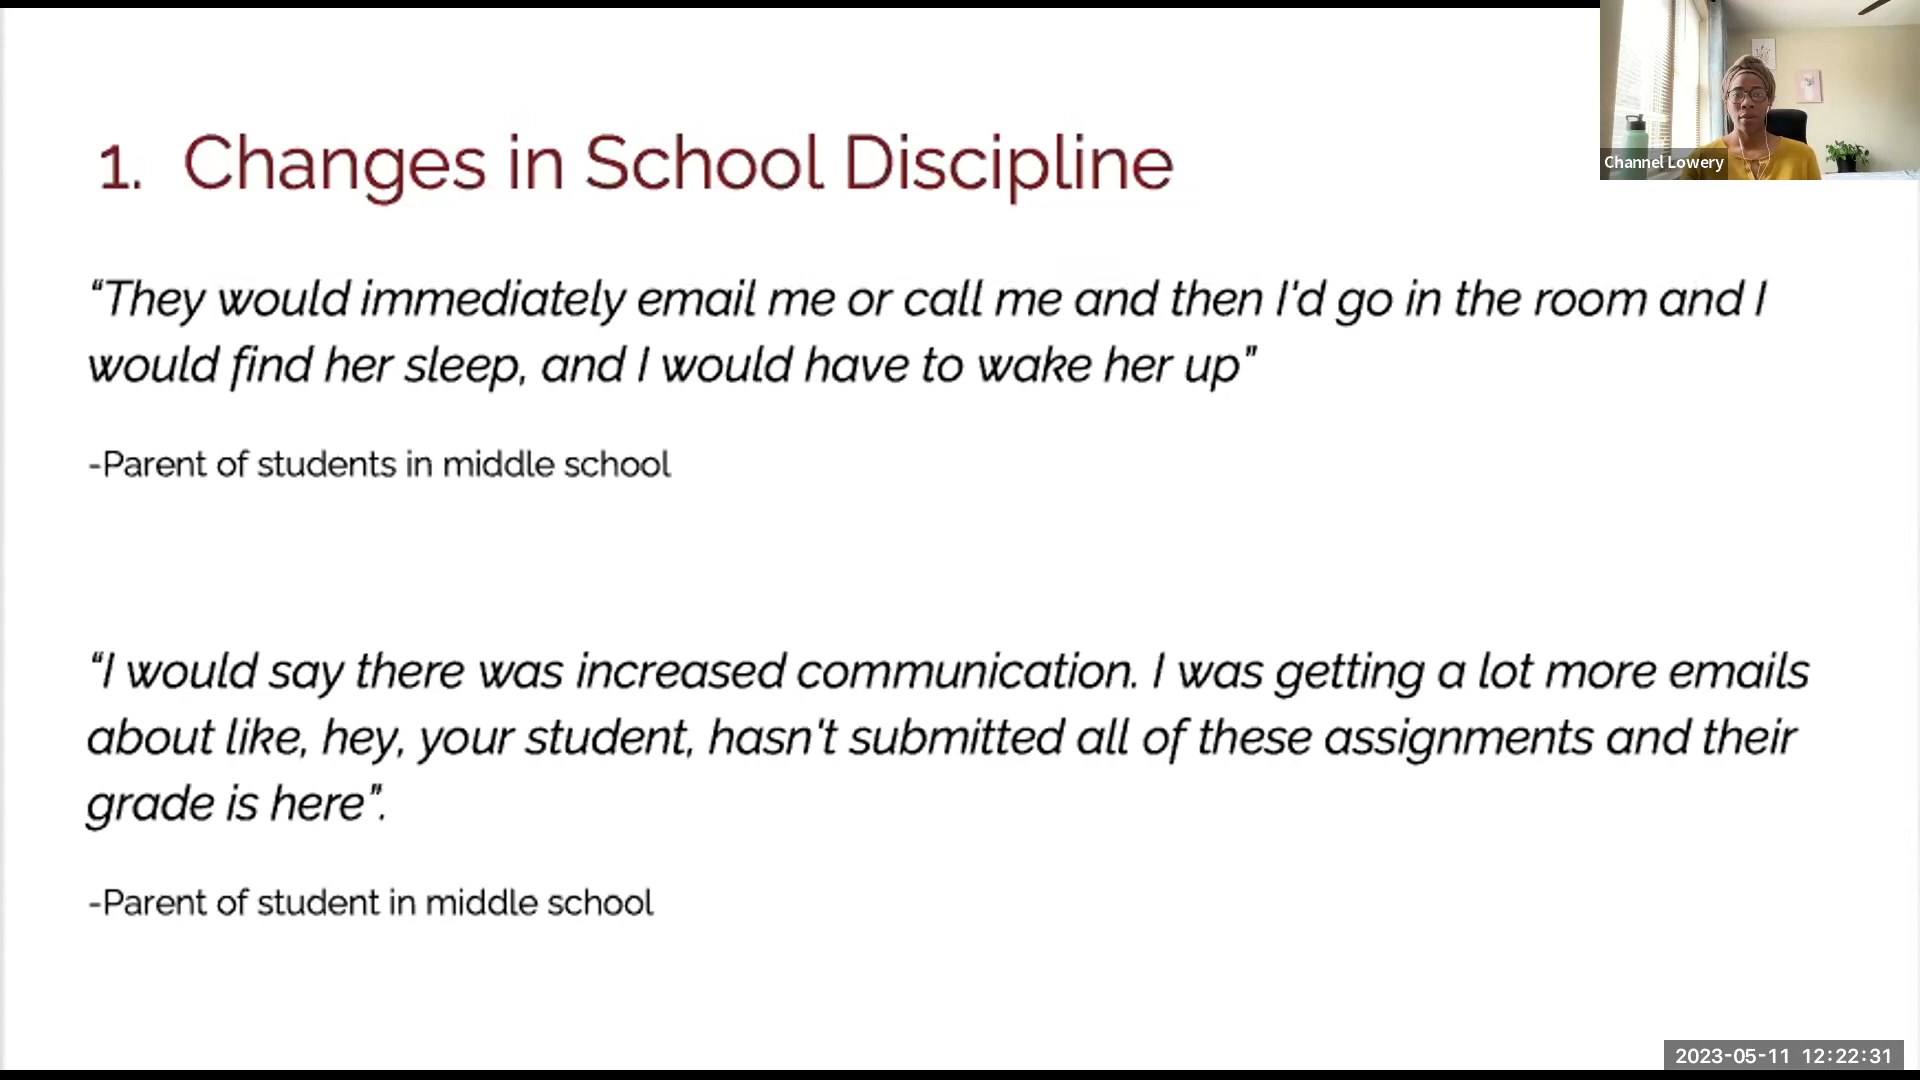 Channel Lowery
1. Changes in School Discipline
“They would immediately email me or call me and then I'd go in the room and I
would find her sleep, and I would have to wake her up”
-Parent of students in middle school
“I would say there was increased communication. I was getting a lot more emails
about like, hey, your student, hasn't submitted all of these assignments and their
grade is here”.
-Parent of student in middle school
2023-05-11 12:22:31